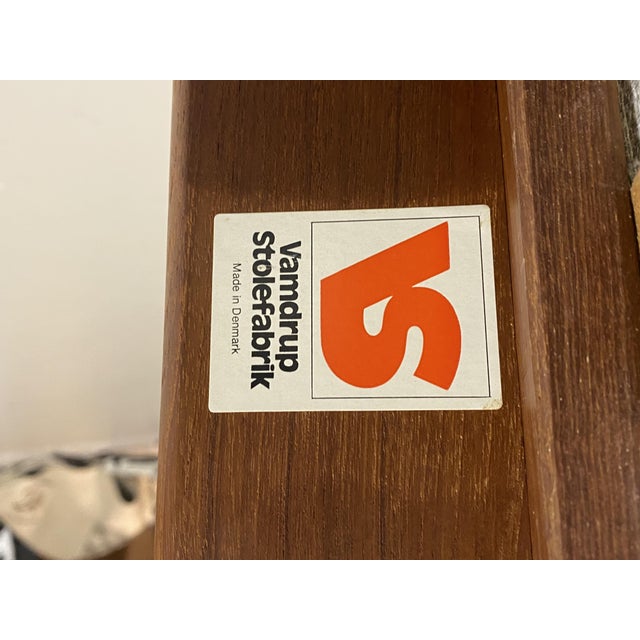 VS
Vamdrup
Stolefabrik
Made in Denmark